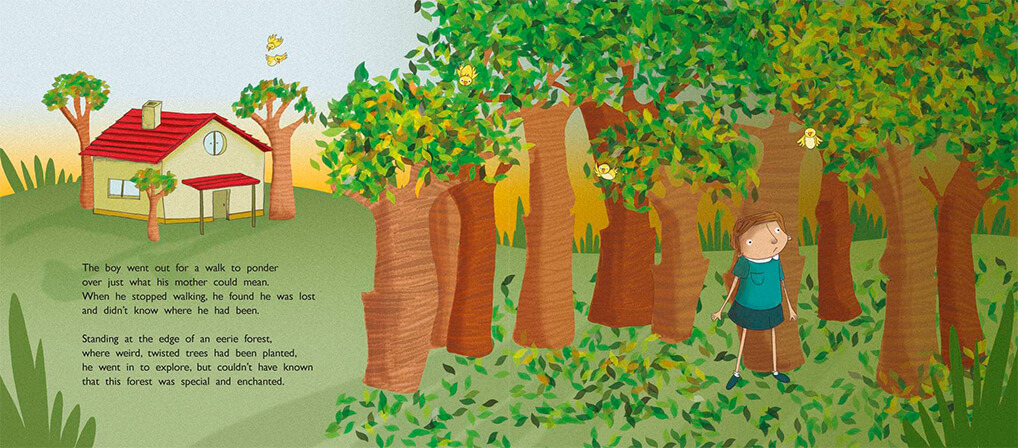 The boy went out for a walk to ponder
over just what his mother could mean.
When he stopped walking, he found he was lost
and didn't know where he had been.
Standing at the edge of an eerie forest,
where weird, twisted trees had been planted,
he went in to explore, but couldn't have known
that this forest was special and enchanted.